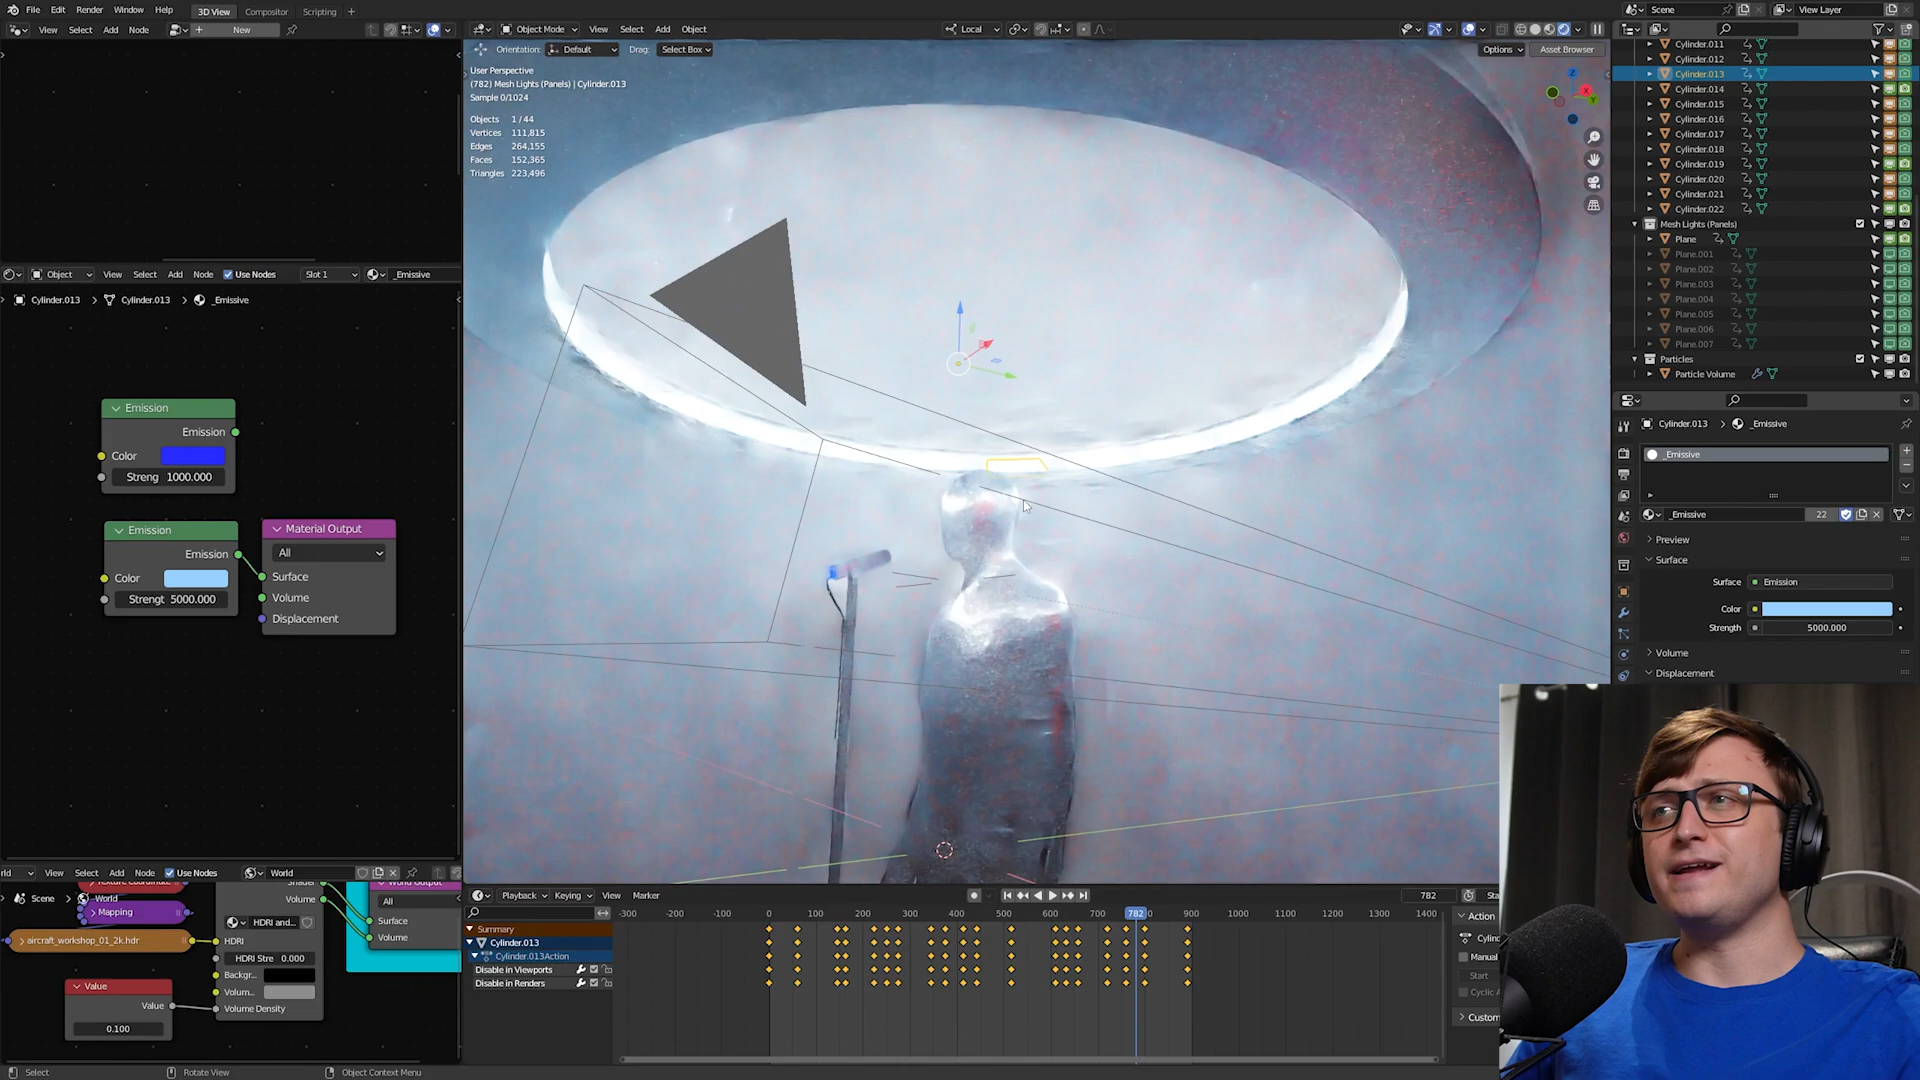 File Edit Render Window Help
3D View Compositor Scripting +
Scene
View Layer
View Select Add Node
New
Object Mode View Select Add Object
Local
Orientation: Default Drag: Select Box
Options Asset Browser
User Perspective
(782) Mesh Lights (Panels) | Cylinder.013
Sample 0/1024
Objects 1 / 44
Vertices 111,815
Edges 264,155
Faces 152,365
Triangles 223,496
Cylinder.011
Cylinder.012
Cylinder.013
Cylinder.014
Cylinder.015
Cylinder.016
Cylinder.017
Cylinder.018
Cylinder.019
Cylinder.020
Cylinder.021
Cylinder.022
Mesh Lights (Panels)
Plane
Plane.001
Plane.002
Plane.003
Plane.004
Plane.005
Plane.006
Plane.007
Particles
Particle Volume
Object View Select Add Node Use Nodes Slot 1 _Emissive
Cylinder.013 > Cylinder.013 > _Emissive
Emission
Emission
Color
Streng 1000.000
Emission
Emission
Color
Strengt 5000.000
Material Output
All
Surface
Volume
Displacement
Cylinder.013 > _Emissive
_Emissive
_Emissive 22
Preview
Surface
Surface Emission
Color
Strength 5000.000
Volume
Displacement
rld View Select Add Node Use Nodes World
Scene > World
Mapping
aircraft_workshop_01_2k.hdr
Value
Value
0.100
Volume
HDRI and...
HDRI
HDRI Stre 0.000
Backgr...
Volum...
Volume Density
All
Surface
Volume
Playback Keying View Marker
782 Sta
-300 -200 -100 0 100 200 300 400 500 600 700 782 900 1000 1100 1200 1300 1400
Summary
Cylinder.013
Cylinder.013Action
Disable in Viewports
Disable in Renders
Action
Cylin
Manual
Start
Cyclic A
Custom
Select Rotate View Object Context Menu